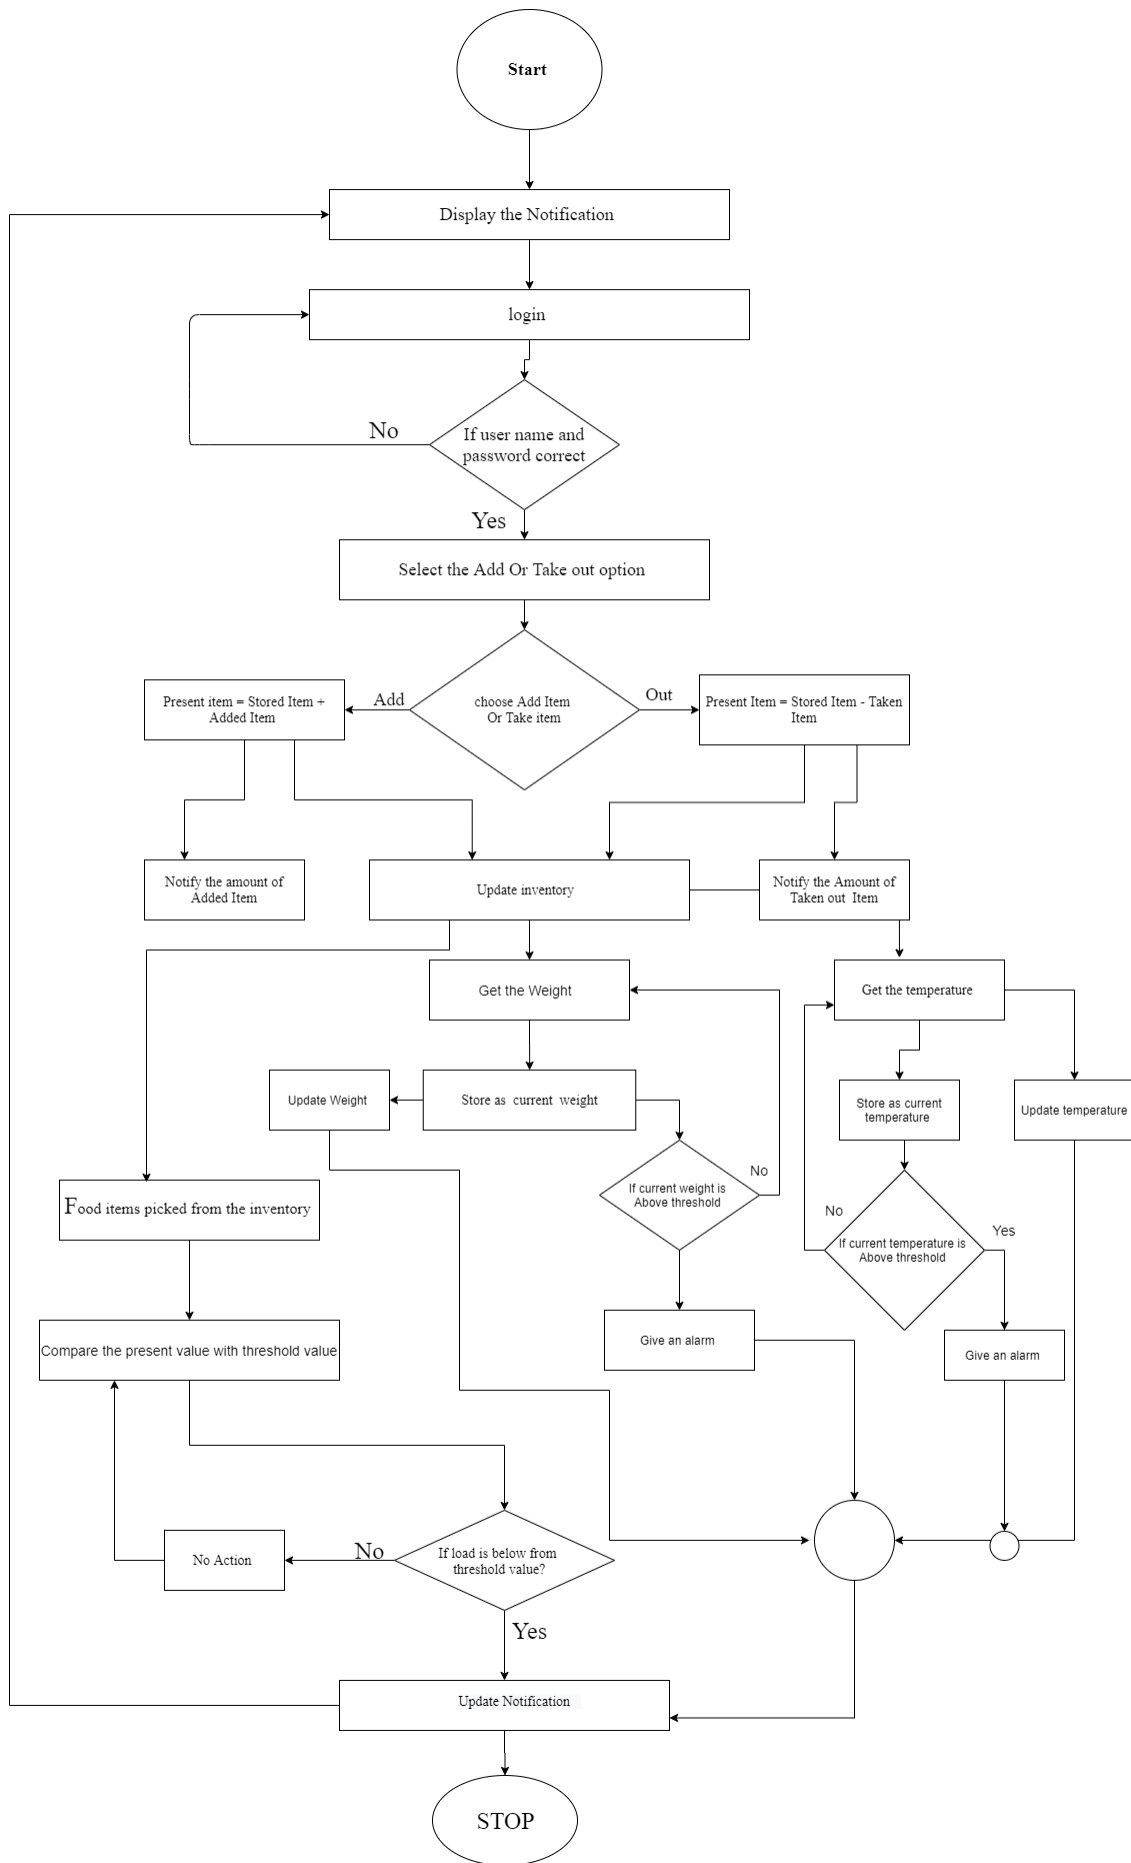 Start
Display the Notification
login
If user name and
password correct
No
Yes
Select the Add Or Take out option
choose Add Item
Or Take item
Add
Out
Present item = Stored Item +
Added Item
Present Item = Stored Item - Taken
Item
Notify the amount of
Added Item
Update inventory
Notify the Amount of
Taken out Item
Get the Weight
Get the temperature
Update Weight
Store as current weight
Store as current
temperature
Update temperature
If current weight is
Above threshold
No
Food items picked from the inventory
No
If current temperature is
Above threshold
Yes
Compare the present value with threshold value
Give an alarm
Give an alarm
No Action
No
If load is below from
threshold value?
Yes
Update Notification
STOP